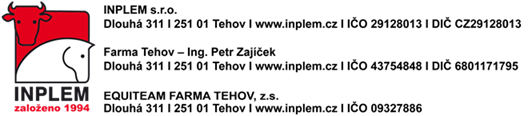 INPLEM s.r.o.
Dlouhá 311 I 251 01 Tehov I www.inplem.cz I IČO 29128013 I DIČ CZ29128013
Farma Tehov – Ing. Petr Zajíček
Dlouhá 311 I 251 01 Tehov I www.inplem.cz I IČO 43754848 I DIČ 6801171795
EQUITEAM FARMA TEHOV, z.s.
Dlouhá 311 I 251 01 Tehov I www.inplem.cz I IČO 09327886
INPLEM
založeno 1994